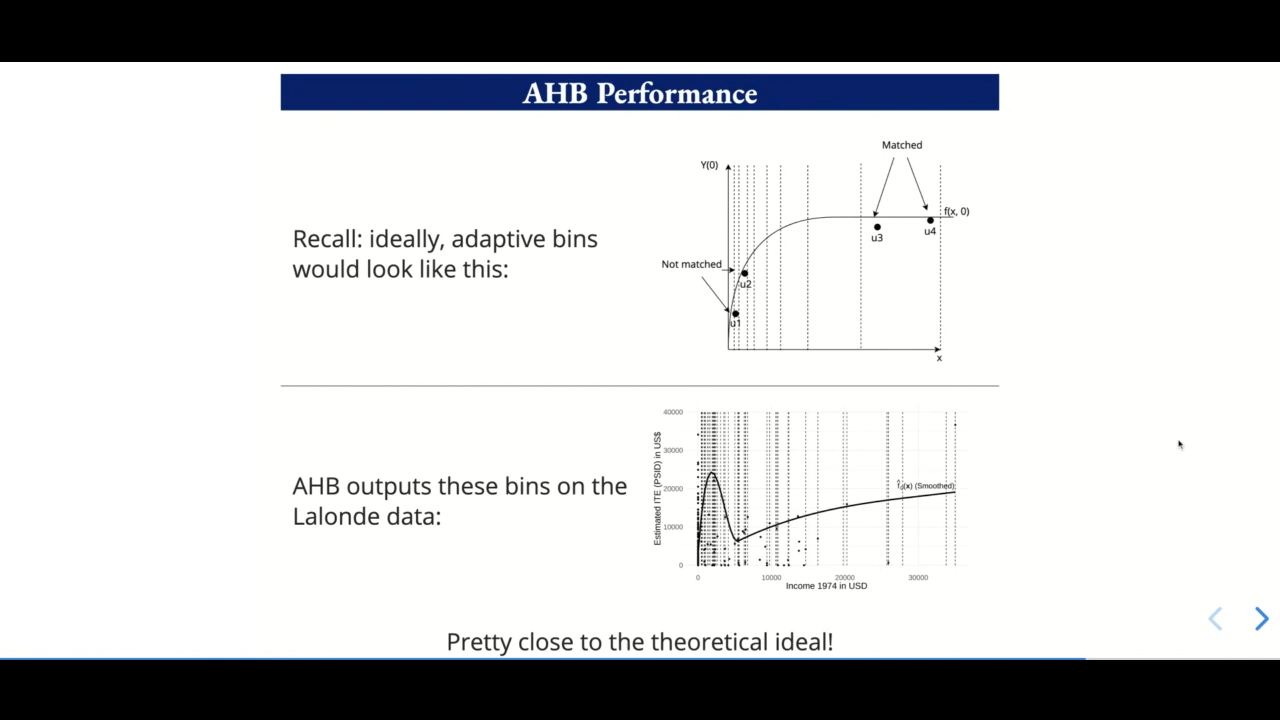 AHB Performance
Recall: ideally, adaptive bins
would look like this:
Y(0)
Matched
f(x, 0)
u3
u4
Not matched
u2
u1
x
AHB outputs these bins on the
Lalonde data:
Estimated ITE (PSID) in US$
40000
30000
20000
10000
0
f₀(x) (Smoothed)
0
10000
20000
30000
Income 1974 in USD
Pretty close to the theoretical ideal!